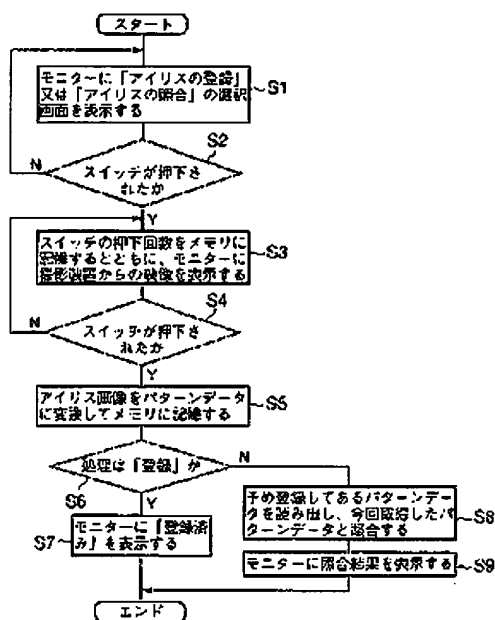 スタート
モニターに「アイリスの登録」
又は「アイリスの照合」の選択
画面を表示する
S1
S2
スイッチが押下さ
れたか
N
Y
スイッチの押下回数をメモリに
記憶するとともに、モニターに
撮影装置からの映像を表示する
S3
S4
スイッチが押下さ
れたか
N
Y
アイリス画像をパターンデータ
に変換してメモリに記憶する
S5
処理は「登録」か
N
S6
Y
モニターに『登録済
み』を表示する
S7
予め登録してあるパターンデー
タを読み出し、今回取得したパ
ターンデータと照合する
S8
モニターに照合結果を表示する
S9
エンド